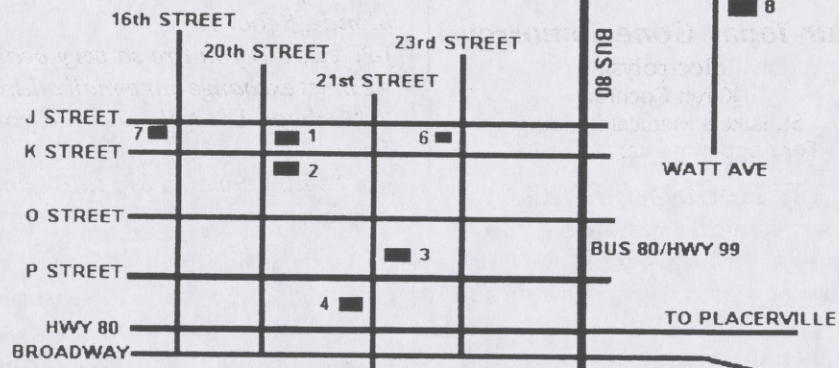 8
16th STREET
BUS 80
20th STREET
23rd STREET
21st STREET
J STREET
7
1
6
K STREET
2
WATT AVE
O STREET
3
BUS 80/HWY 99
P STREET
4
TO PLACERVILLE
HWY 80
BROADWAY